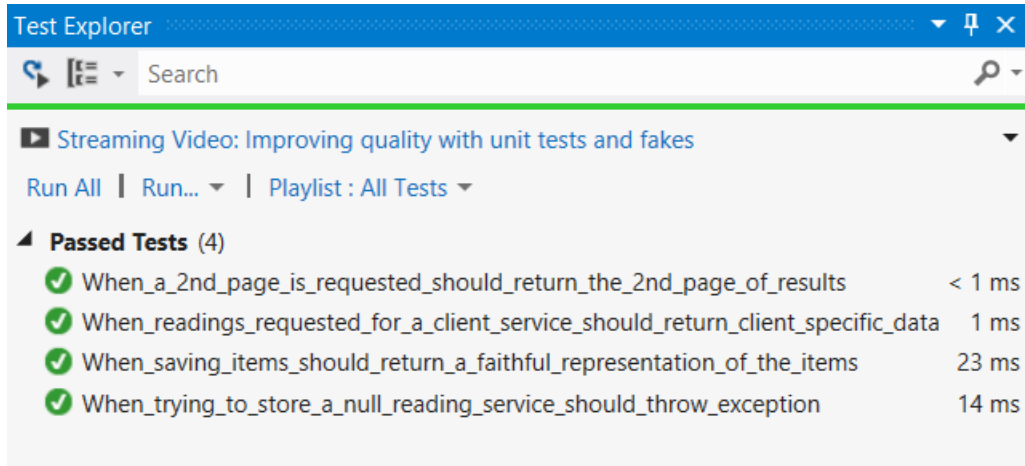 Test Explorer
Search
Streaming Video: Improving quality with unit tests and fakes
Run All | Run... | Playlist : All Tests
Passed Tests (4)
When_a_2nd_page_is_requested_should_return_the_2nd_page_of_results < 1 ms
When_readings_requested_for_a_client_service_should_return_client_specific_data 1 ms
When_saving_items_should_return_a_faithful_representation_of_the_items 23 ms
When_trying_to_store_a_null_reading_service_should_throw_exception 14 ms